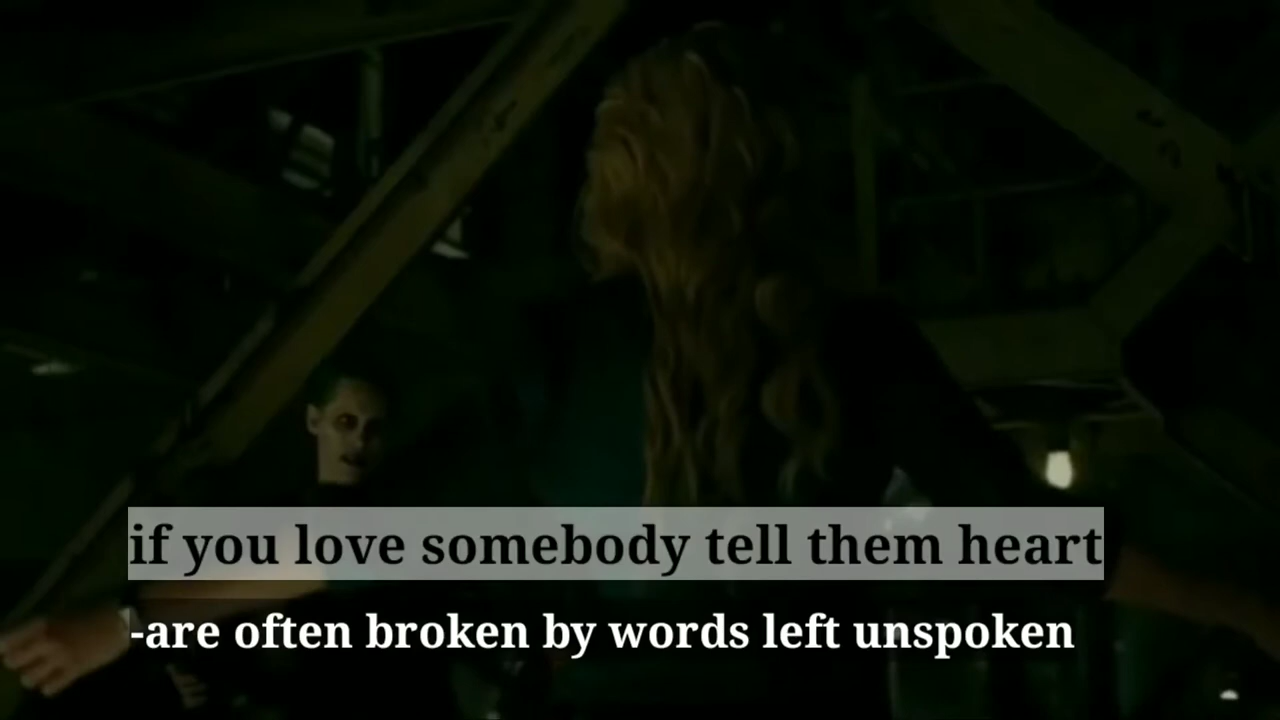 if you love somebody tell them heart
-are often broken by words left unspoken